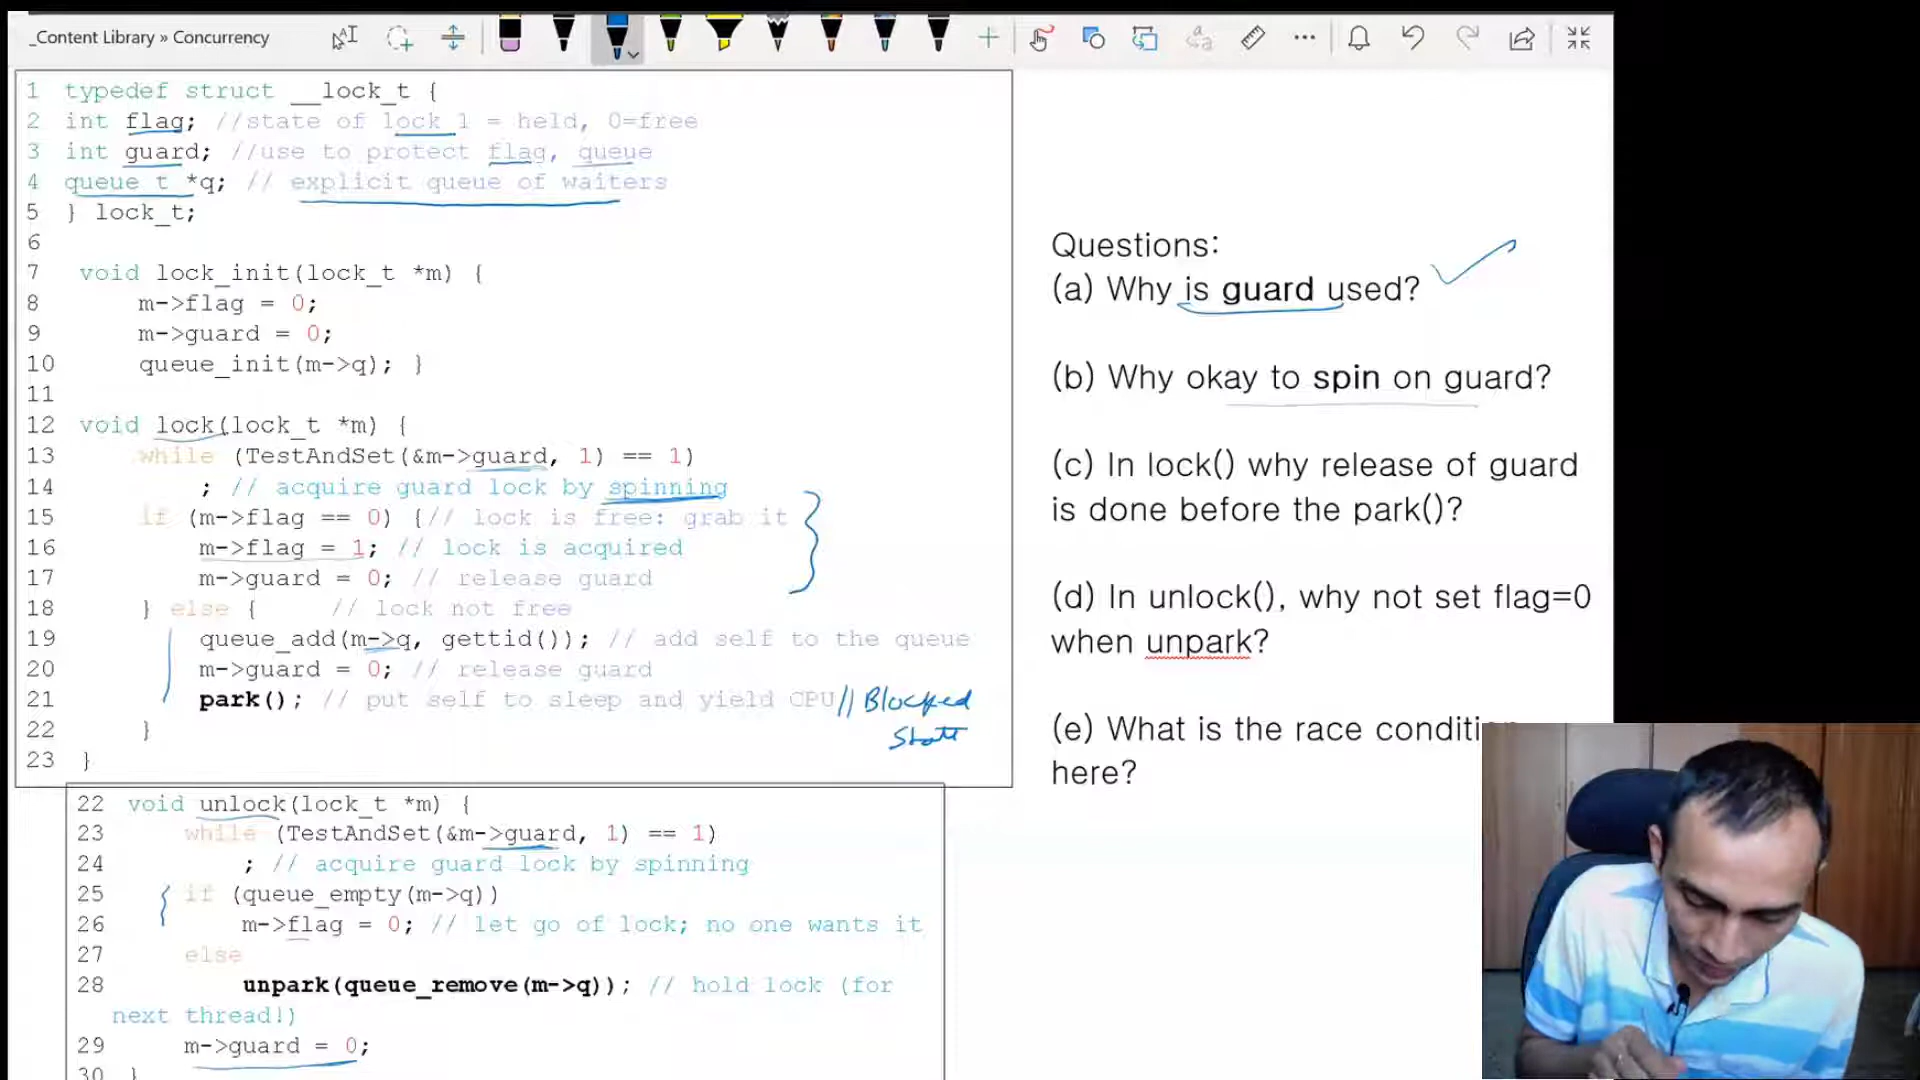 _Content Library » Concurrency
1 typedef struct __lock_t {
2 int flag; //state of lock 1 = held, 0=free
3 int guard; //use to protect flag, queue
4 queue_t *q; // explicit queue of waiters
5 } lock_t;
6
7 void lock_init(lock_t *m) {
8 m->flag = 0;
9 m->guard = 0;
10 queue_init(m->q); }
11
12 void lock(lock_t *m) {
13 while (TestAndSet(&m->guard, 1) == 1)
14 ; // acquire guard lock by spinning
15 if (m->flag == 0) {// lock is free: grab it
16 m->flag = 1; // lock is acquired
17 m->guard = 0; // release guard
18 } else { // lock not free
19 queue_add(m->q, gettid()); // add self to the queue
20 m->guard = 0; // release guard
21 park(); // put self to sleep and yield CPU // Blocked
State
22 }
23 }
22 void unlock(lock_t *m) {
23 while (TestAndSet(&m->guard, 1) == 1)
24 ; // acquire guard lock by spinning
25 if (queue_empty(m->q))
26 m->flag = 0; // let go of lock; no one wants it
27 else
28 unpark(queue_remove(m->q)); // hold lock (for
next thread!)
29 m->guard = 0;
30 }
Questions:
(a) Why is guard used?
(b) Why okay to spin on guard?
(c) In lock() why release of guard
is done before the park()?
(d) In unlock(), why not set flag=0
when unpark?
(e) What is the race
here?